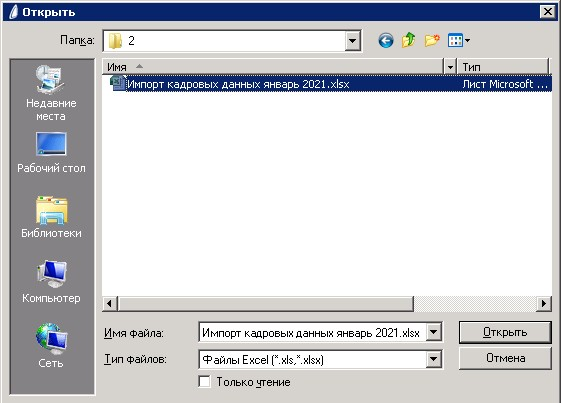 Открыть
Папка: 2
Имя Тип
Импорт кадровых данных январь 2021.xlsx Лист Microsoft ...
Недавние
места
Рабочий стол
Библиотеки
Компьютер
Сеть
Имя файла: Импорт кадровых данных январь 2021.xlsx Открыть
Тип файлов: Файлы Excel (*.xls,*.xlsx) Отмена
Только чтение